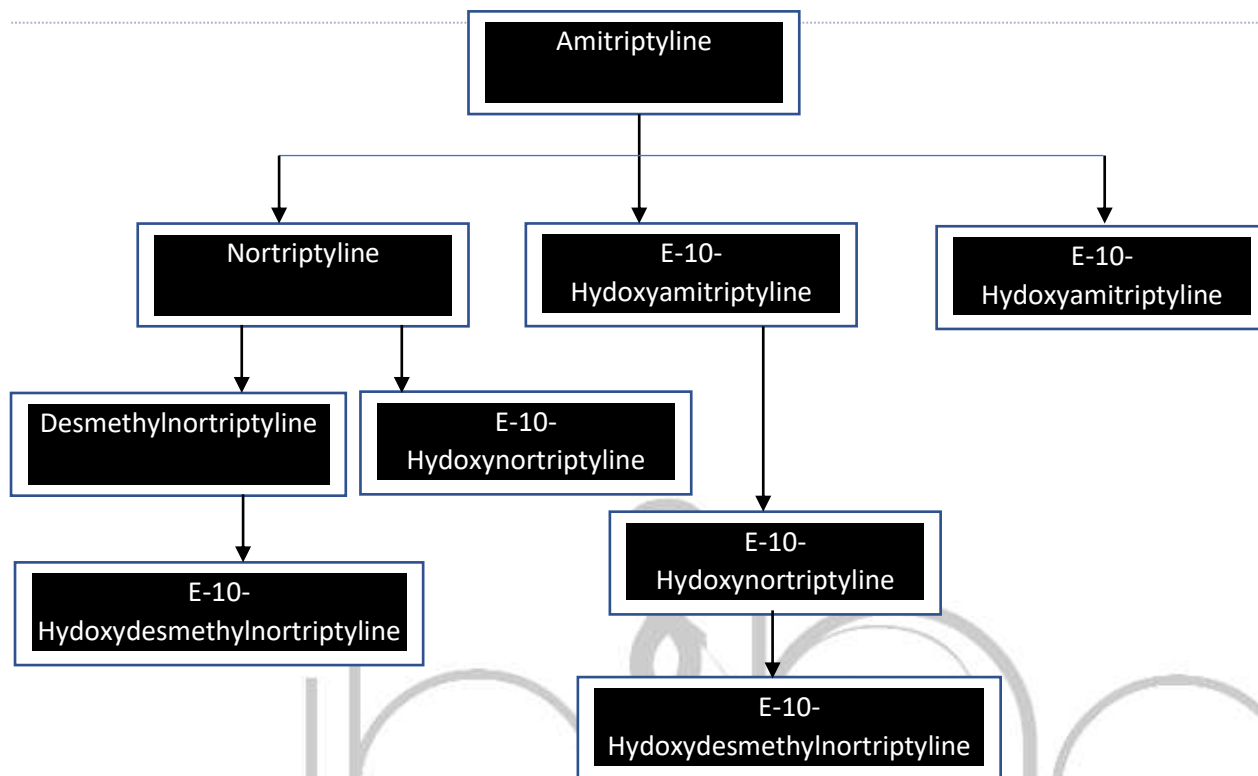 Amitriptyline
Nortriptyline
E-10-
Hydoxyamitriptyline
E-10-
Hydoxyamitriptyline
Desmethylnortriptyline
E-10-
Hydoxynortriptyline
E-10-
Hydoxynortriptyline
E-10-
Hydoxydesmethylnortriptyline
E-10-
Hydoxydesmethylnortriptyline